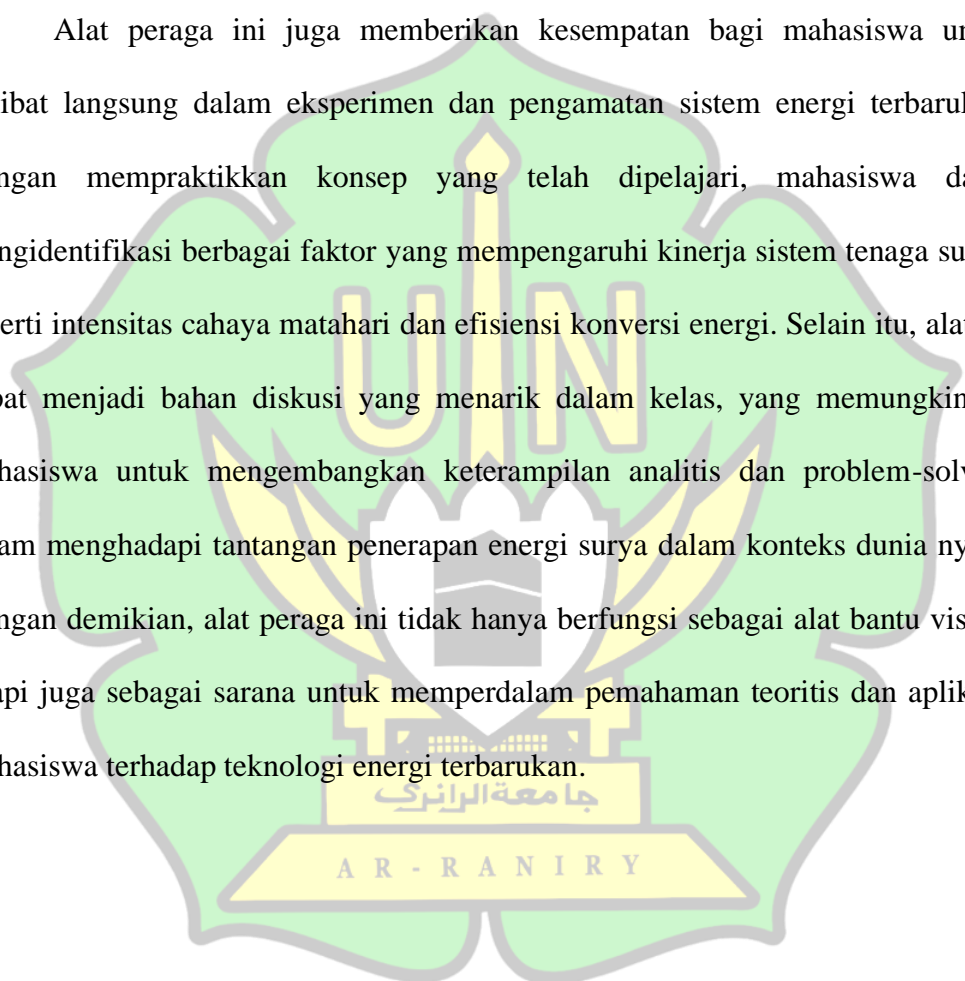 Alat peraga ini juga memberikan kesempatan bagi mahasiswa un
ibat langsung dalam eksperimen dan pengamatan sistem energi terbaruk
ngan mempraktikkan konsep yang telah dipelajari, mahasiswa da
ngidentifikasi berbagai faktor yang mempengaruhi kinerja sistem tenaga su
erti intensitas cahaya matahari dan efisiensi konversi energi. Selain itu, alat
pat menjadi bahan diskusi yang menarik dalam kelas, yang memungkin
hasiswa untuk mengembangkan keterampilan analitis dan problem-solv
am menghadapi tantangan penerapan energi surya dalam konteks dunia ny
ngan demikian, alat peraga ini tidak hanya berfungsi sebagai alat bantu vis
api juga sebagai sarana untuk memperdalam pemahaman teoritis dan aplik
hasiswa terhadap teknologi energi terbarukan.
UIN
جامعة الرانري
AR-RANIRY